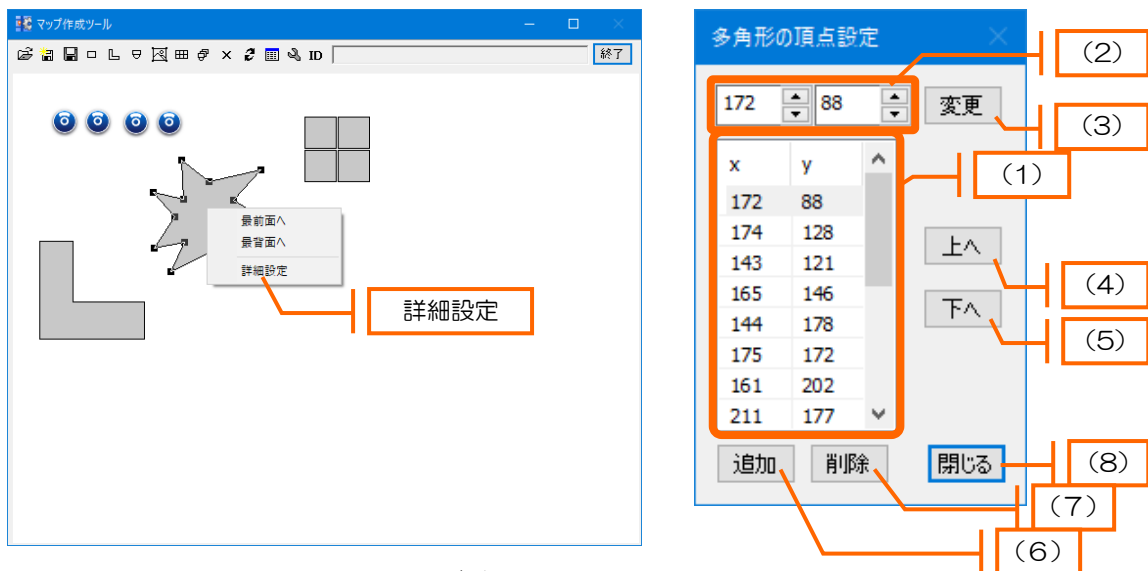 マップ作成ツール
ID
終了
最前面へ
最背面へ
詳細設定
詳細設定
多角形の頂点設定
172
88
変更
x y
172 88
174 128
143 121
165 146
144 178
175 172
161 202
211 177
上へ
下へ
追加
削除
閉じる
（2）
（3）
（1）
（4）
（5）
（8）
（7）
（6）